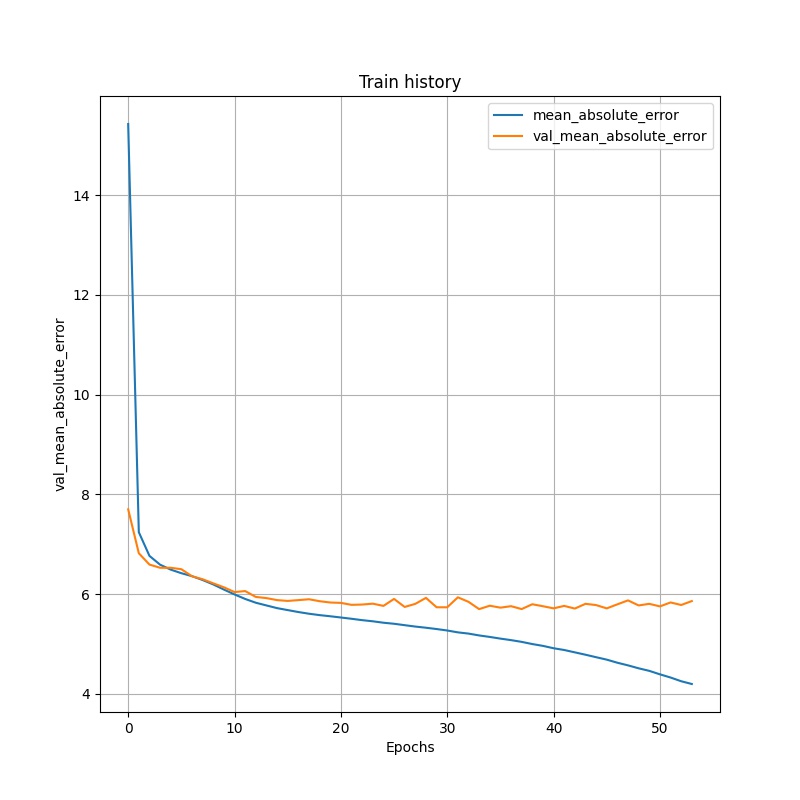 Train history
mean_absolute_error
val_mean_absolute_error
val_mean_absolute_error
14
12
10
8
6
4
0 10 20 30 40 50
Epochs